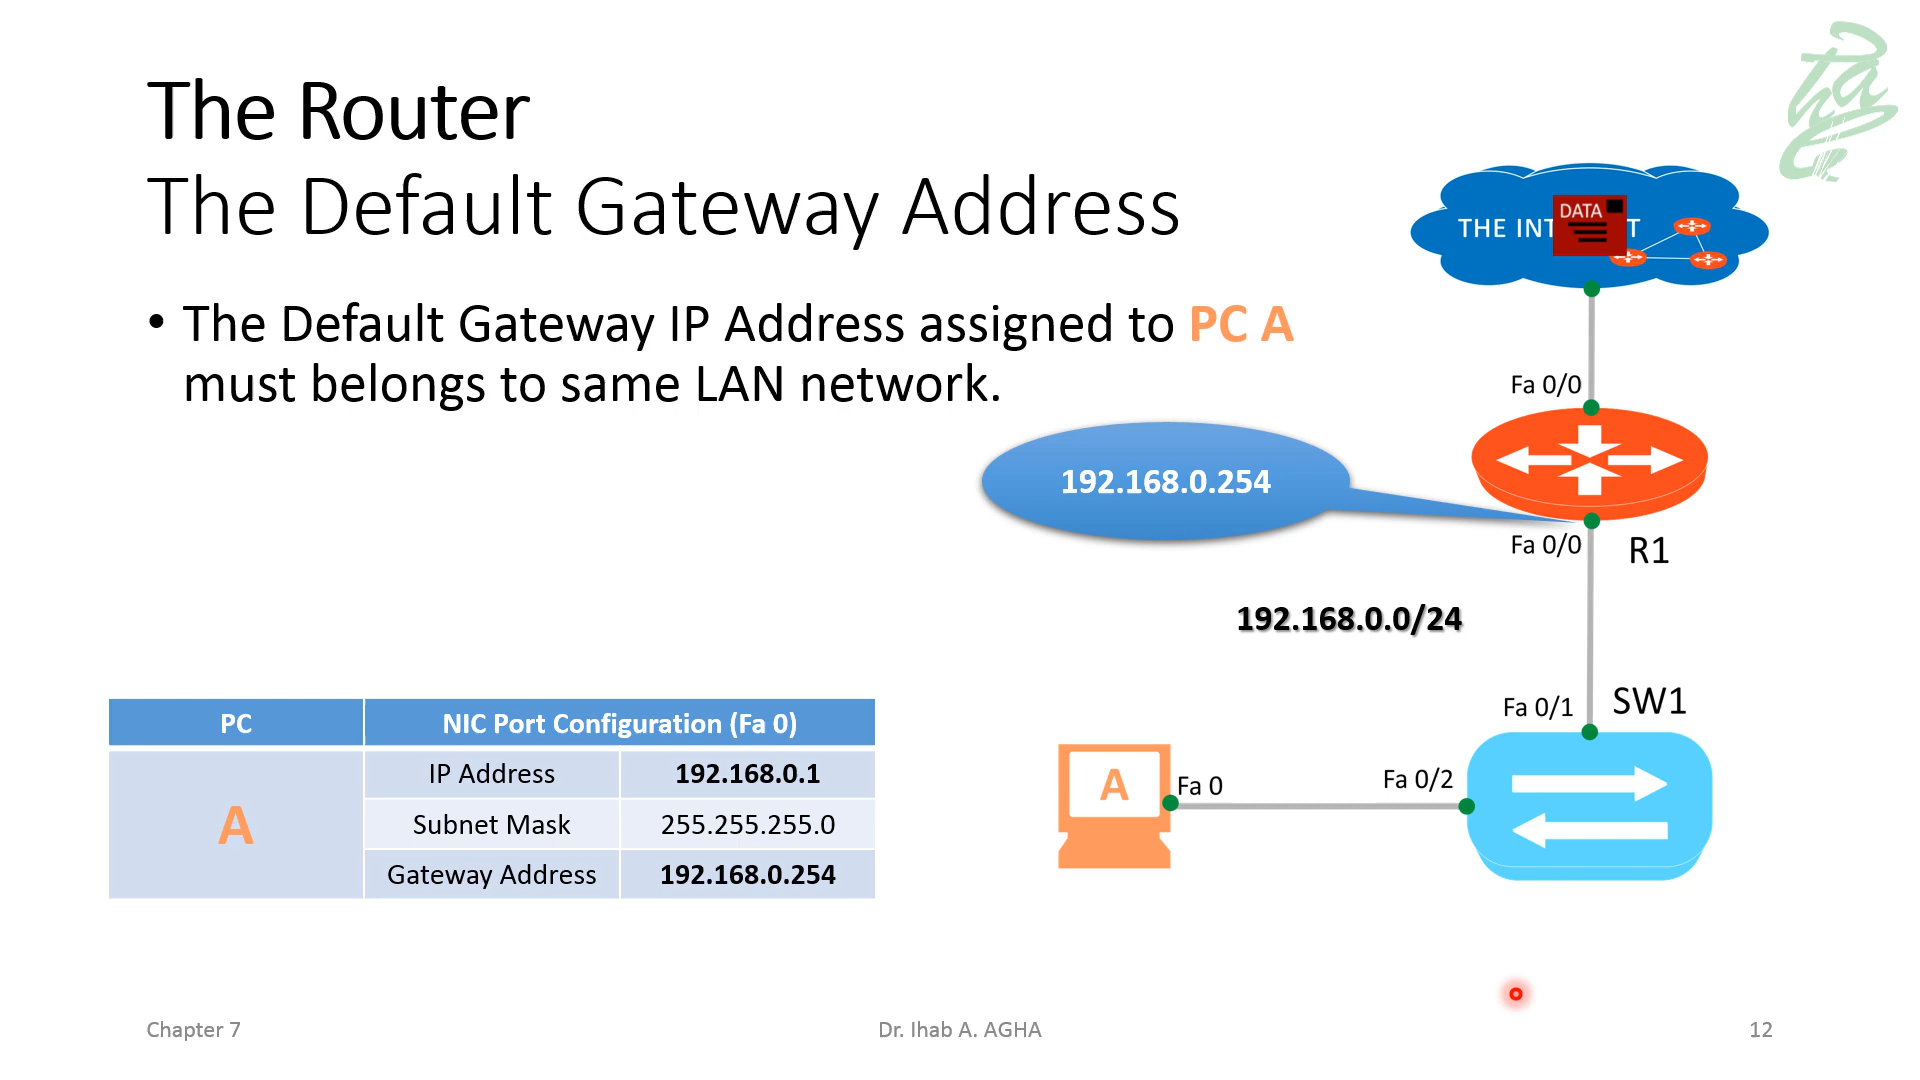 The Router
The Default Gateway Address
• The Default Gateway IP Address assigned to PC A
must belongs to same LAN network.
THE INT T
DATA
Fa 0/0
192.168.0.254
Fa 0/0
R1
192.168.0.0/24
Fa 0/1
SW1
A
Fa 0
Fa 0/2
PC
NIC Port Configuration (Fa 0)
A
IP Address
192.168.0.1
Subnet Mask
255.255.255.0
Gateway Address
192.168.0.254
Chapter 7
Dr. Ihab A. AGHA
12